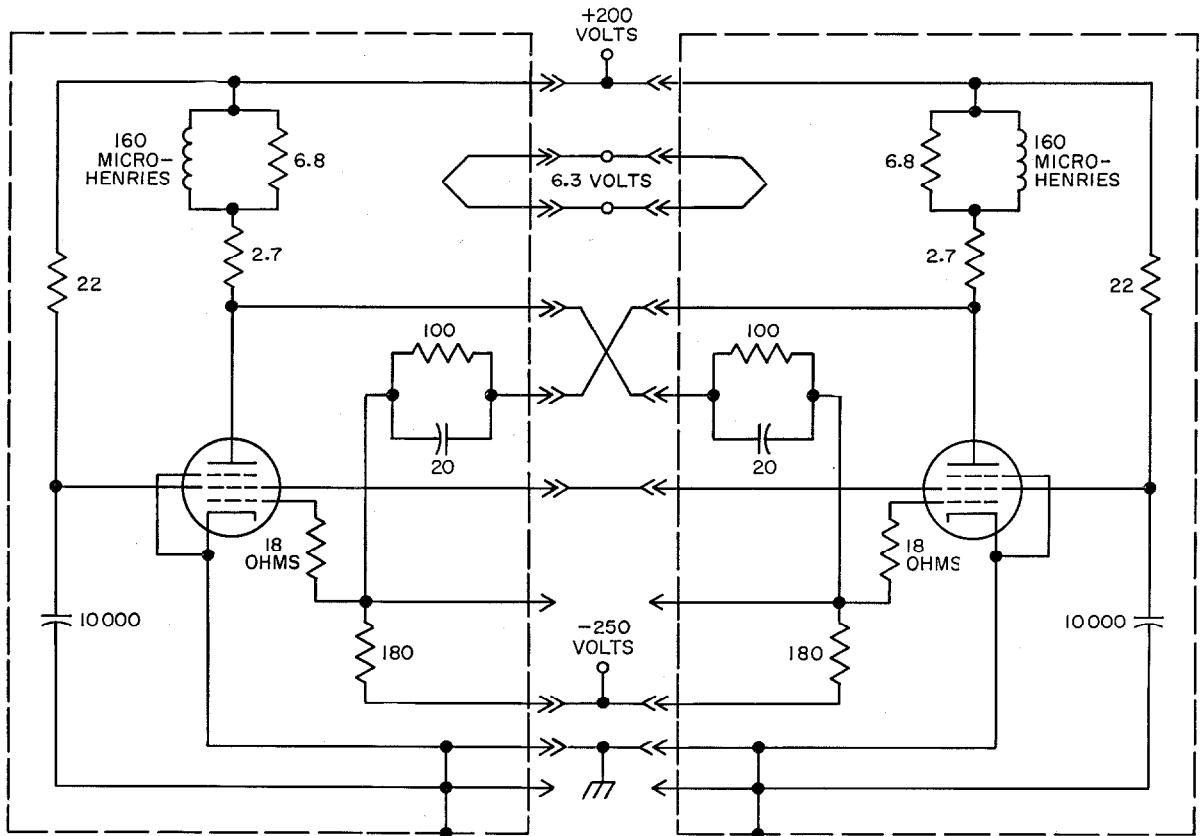 +200
VOLTS
160
MICRO-
HENRIES
6.8
6.8
160
MICRO-
HENRIES
6.3 VOLTS
2.7
2.7
22
22
100
100
20
20
18
OHMS
18
OHMS
10000
10000
-250
VOLTS
180
180